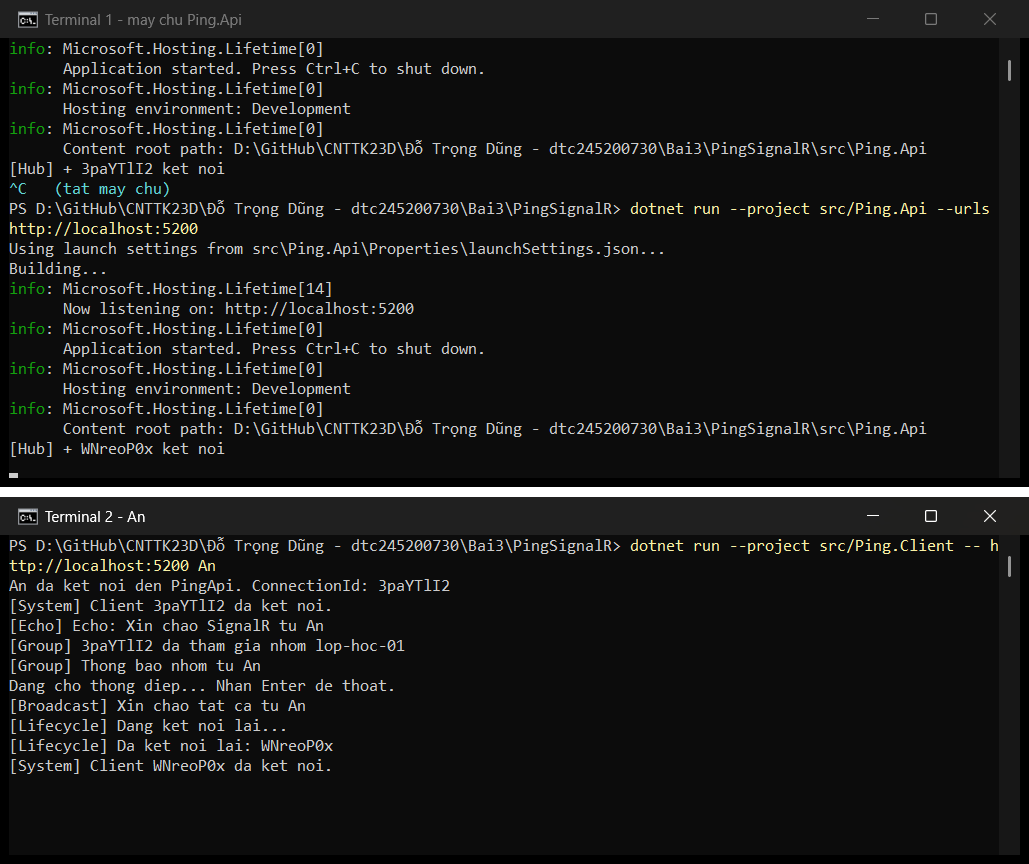 Terminal 1 - may chu Ping.Api
info: Microsoft.Hosting.Lifetime[0]
Application started. Press Ctrl+C to shut down.
info: Microsoft.Hosting.Lifetime[0]
Hosting environment: Development
info: Microsoft.Hosting.Lifetime[0]
Content root path: D:\GitHub\CNTTK23D\Đỗ Trọng Dũng - dtc245200730\Bai3\PingSignalR\src\Ping.Api
[Hub] + 3paYTlI2 ket noi
^C (tat may chu)
PS D:\GitHub\CNTTK23D\Đỗ Trọng Dũng - dtc245200730\Bai3\PingSignalR> dotnet run --project src/Ping.Api --urls
http://localhost:5200
Using launch settings from src\Ping.Api\Properties\launchSettings.json...
Building...
info: Microsoft.Hosting.Lifetime[14]
Now listening on: http://localhost:5200
info: Microsoft.Hosting.Lifetime[0]
Application started. Press Ctrl+C to shut down.
info: Microsoft.Hosting.Lifetime[0]
Hosting environment: Development
info: Microsoft.Hosting.Lifetime[0]
Content root path: D:\GitHub\CNTTK23D\Đỗ Trọng Dũng - dtc245200730\Bai3\PingSignalR\src\Ping.Api
[Hub] + WNreoP0x ket noi
Terminal 2 - An
PS D:\GitHub\CNTTK23D\Đỗ Trọng Dũng - dtc245200730\Bai3\PingSignalR> dotnet run --project src/Ping.Client -- h
ttp://localhost:5200 An
An da ket noi den PingApi. ConnectionId: 3paYTlI2
[System] Client 3paYTlI2 da ket noi.
[Echo] Echo: Xin chao SignalR tu An
[Group] 3paYTlI2 da tham gia nhom lop-hoc-01
[Group] Thong bao nhom tu An
Dang cho thong diep... Nhan Enter de thoat.
[Broadcast] Xin chao tat ca tu An
[Lifecycle] Dang ket noi lai...
[Lifecycle] Da ket noi lai: WNreoP0x
[System] Client WNreoP0x da ket noi.